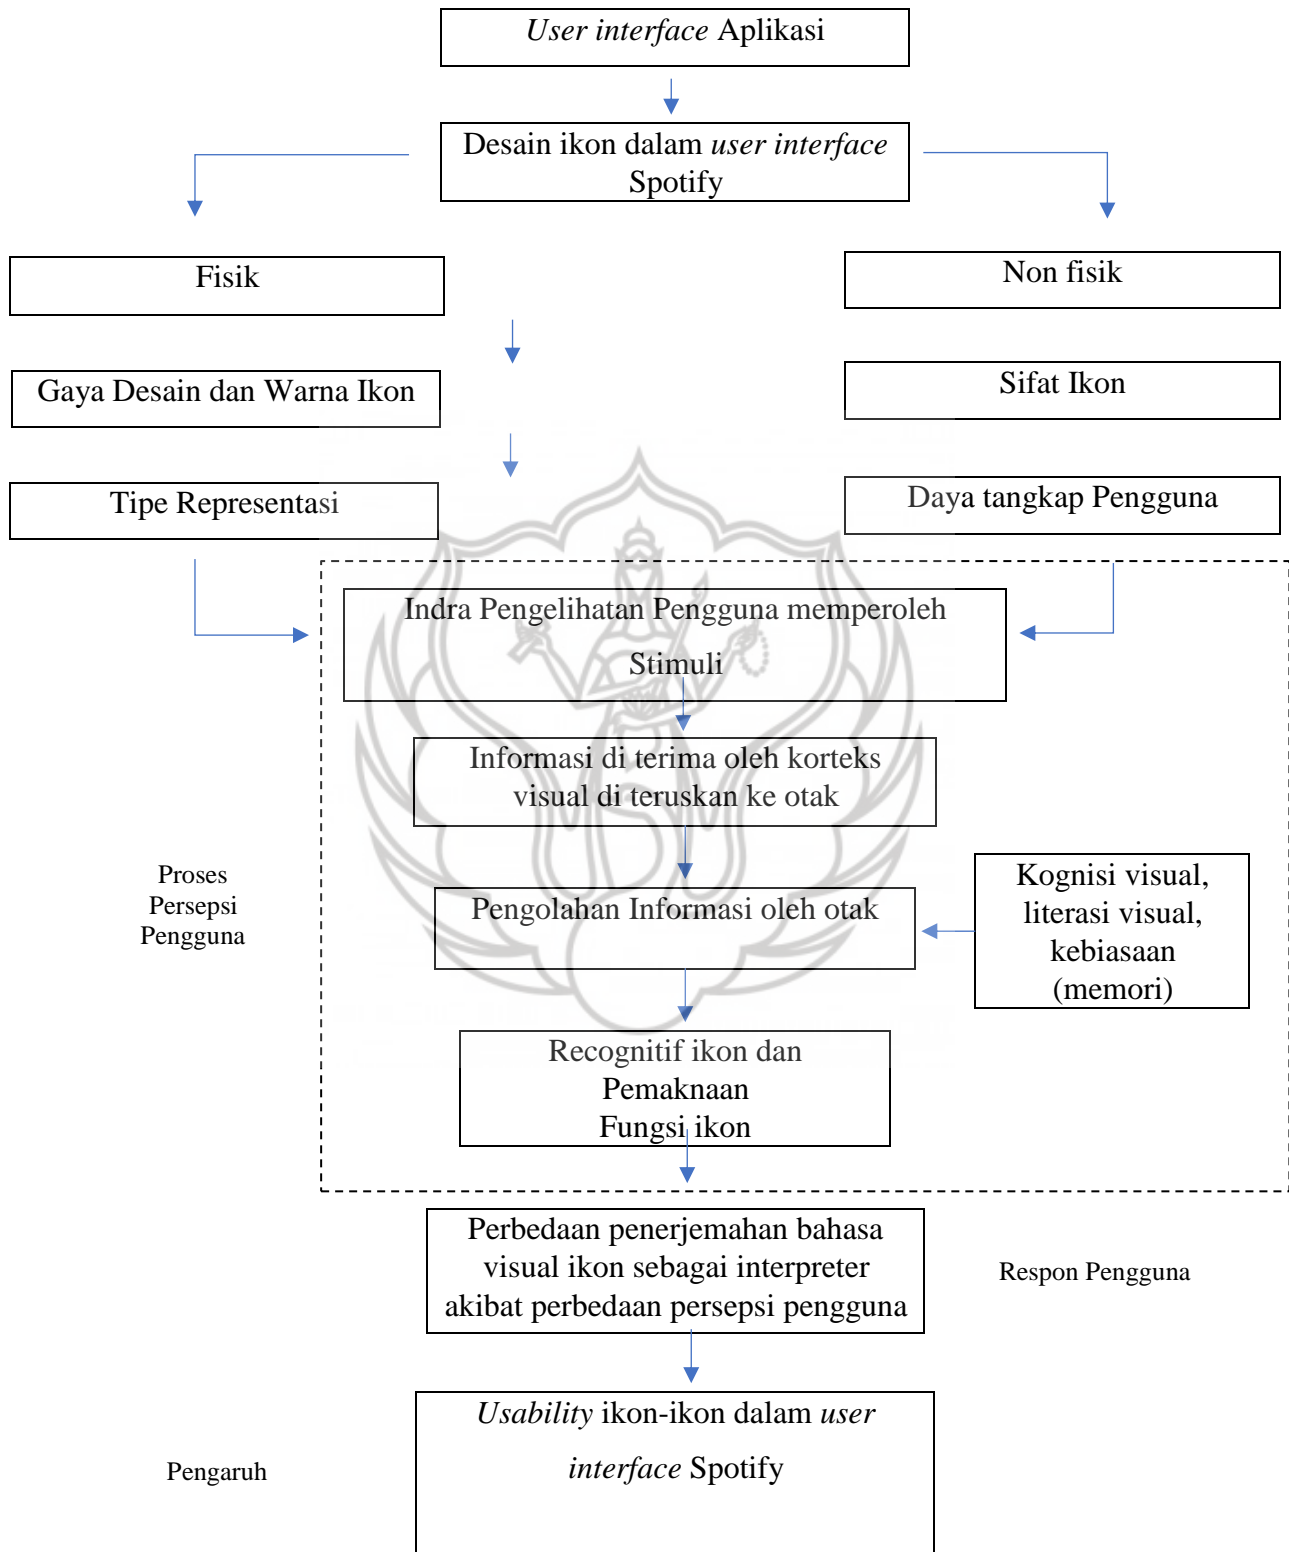 User interface Aplikasi
Desain ikon dalam user interface
Spotify
Fisik
Non fisik
Gaya Desain dan Warna Ikon
Sifat Ikon
Tipe Representasi
Daya tangkap Pengguna
Indra Pengelihatan Pengguna memperoleh
Stimuli
Informasi di terima oleh korteks
visual di teruskan ke otak
Proses
Persepsi
Pengguna
Pengolahan Informasi oleh otak
Kognisi visual,
literasi visual,
kebiasaan
(memori)
Recognitif ikon dan
Pemaknaan
Fungsi ikon
Perbedaan penerjemahan bahasa
visual ikon sebagai interpreter
akibat perbedaan persepsi pengguna
Respon Pengguna
Usability ikon-ikon dalam user
interface Spotify
Pengaruh